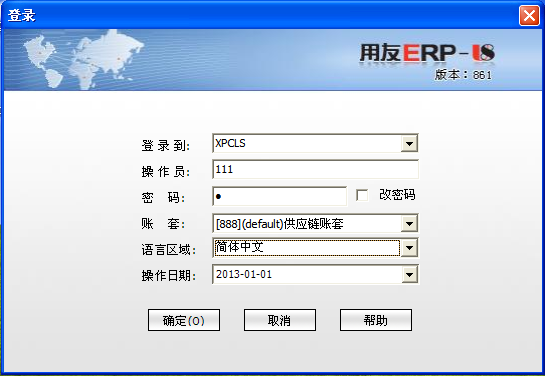 登录
用友ERP-U8
版本：861
登 录 到: XPCLS
操 作 员: 111
密 码: ● 改密码
账 套: [888](default)供应链账套
语言区域: 简体中文
操作日期: 2013-01-01
确定(O) 取消 帮助